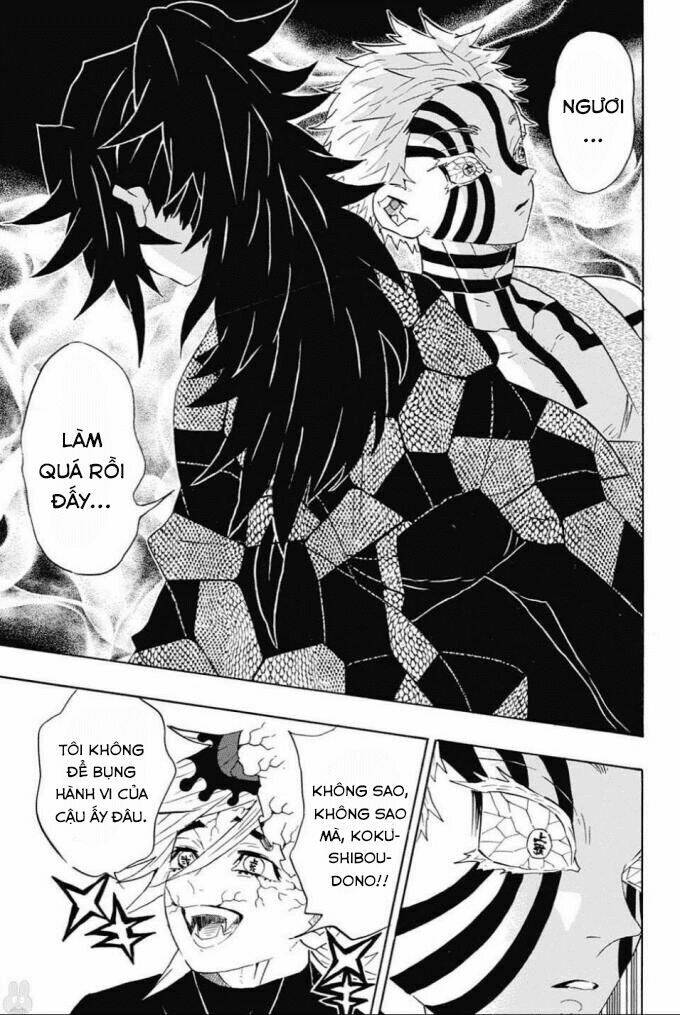 NGƯƠI
...
LÀM
QUÁ RỒI
ĐẤY...
KHÔNG SAO,
KHÔNG SAO
MÀ, KOKU-
SHIBOU-
DONO!!
TÔI KHÔNG
ĐỂ BỤNG
HÀNH VI CỦA
CẬU ẤY ĐÂU.